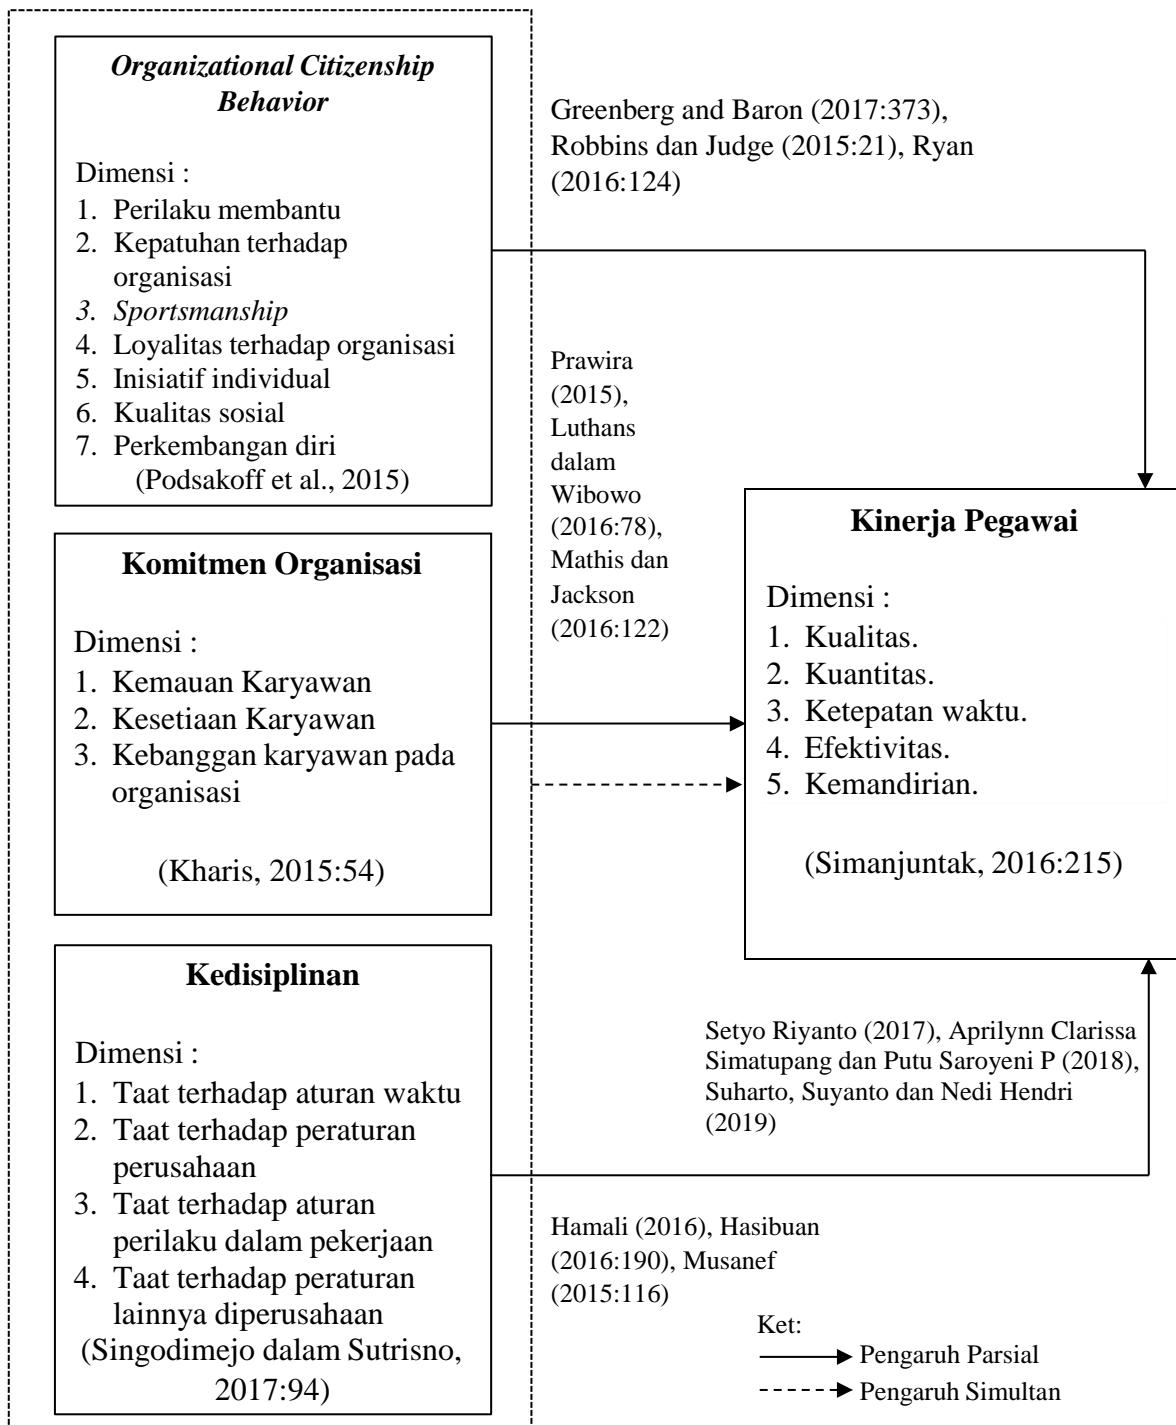 Organizational Citizenship
Behavior
Dimensi :
1. Perilaku membantu
2. Kepatuhan terhadap
organisasi
3. Sportsmanship
4. Loyalitas terhadap organisasi
5. Inisiatif individual
6. Kualitas sosial
7. Perkembangan diri
(Podsakoff et al., 2015)
Greenberg and Baron (2017:373),
Robbins dan Judge (2015:21), Ryan
(2016:124)
Komitmen Organisasi
Dimensi :
1. Kemauan Karyawan
2. Kesetiaan Karyawan
3. Kebanggan karyawan pada
organisasi
(Kharis, 2015:54)
Prawira
(2015),
Luthans
dalam
Wibowo
(2016:78),
Mathis dan
Jackson
(2016:122)
Kinerja Pegawai
Dimensi :
1. Kualitas.
2. Kuantitas.
3. Ketepatan waktu.
4. Efektivitas.
5. Kemandirian.
(Simanjuntak, 2016:215)
Kedisiplinan
Dimensi :
1. Taat terhadap aturan waktu
2. Taat terhadap peraturan
perusahaan
3. Taat terhadap aturan
perilaku dalam pekerjaan
4. Taat terhadap peraturan
lainnya diperusahaan
(Singodimejo dalam Sutrisno,
2017:94)
Setyo Riyanto (2017), Aprilynn Clarissa
Simatupang dan Putu Saroyeni P (2018),
Suharto, Suyanto dan Nedi Hendri
(2019)
Hamali (2016), Hasibuan
(2016:190), Musanef
(2015:116)
Ket:
Pengaruh Parsial
Pengaruh Simultan